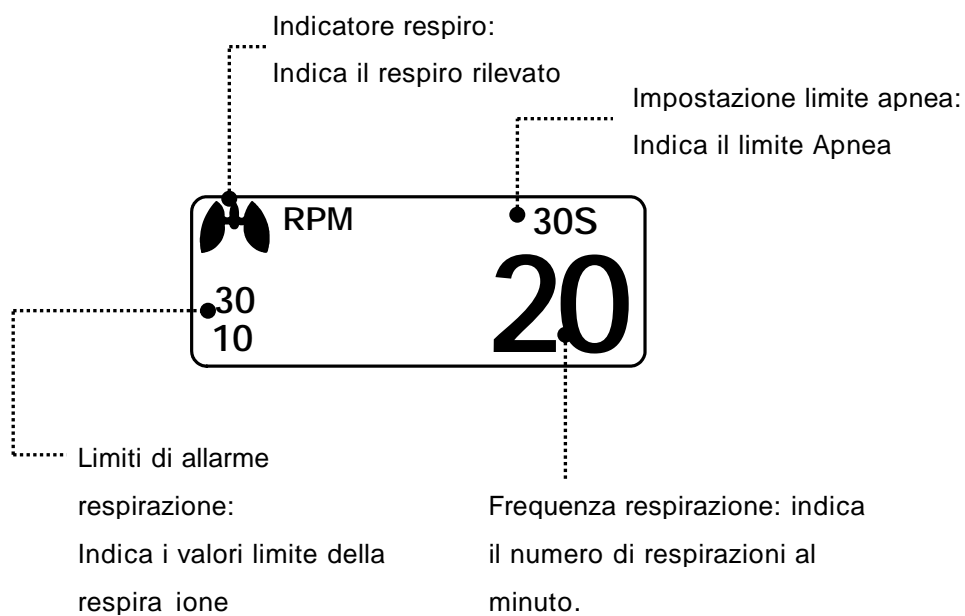 Indicatore respiro:
Indica il respiro rilevato
Impostazione limite apnea:
Indica il limite Apnea
RPM
30S
30
10
20
Limiti di allarme
respirazione:
Indica i valori limite della
respira ione
Frequenza respirazione: indica
il numero di respirazioni al
minuto.